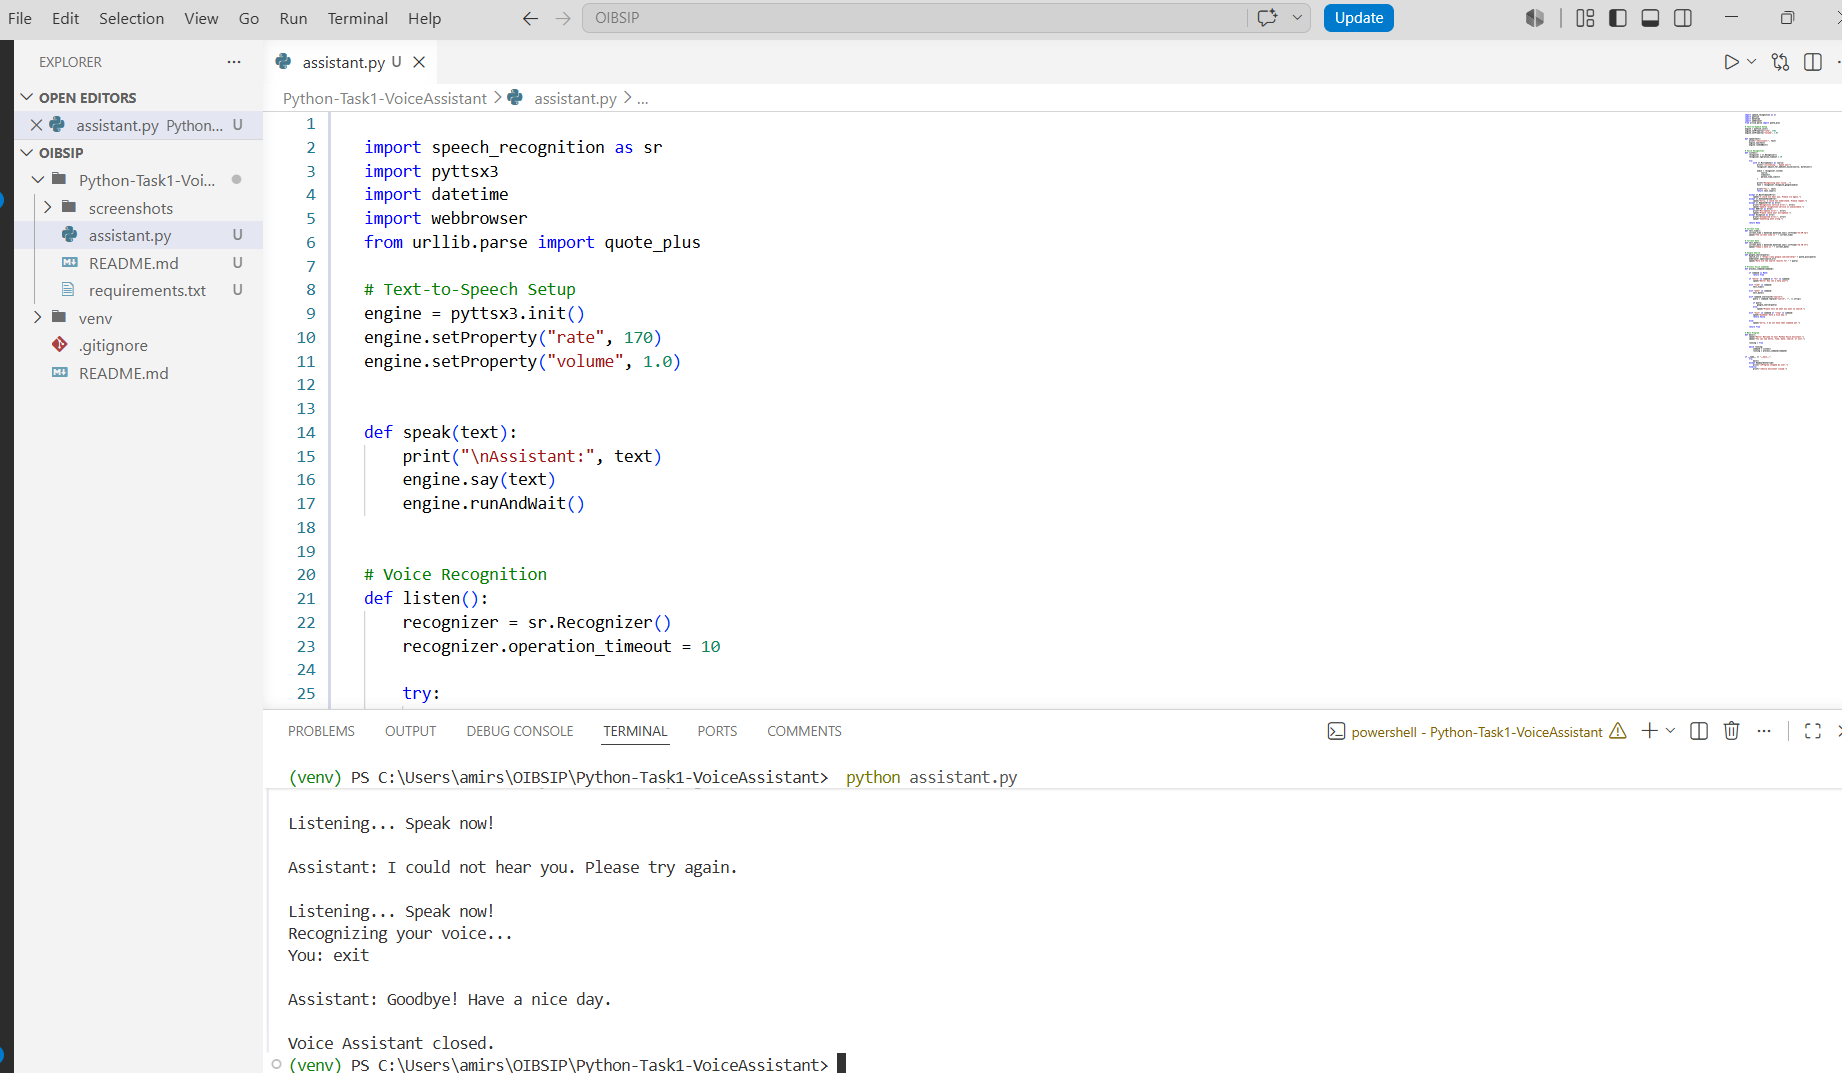 File Edit Selection View Go Run Terminal Help
OIBSIP
Update
EXPLORER
OPEN EDITORS
assistant.py Python... U
OIBSIP
Python-Task1-Voi...
screenshots
assistant.py U
README.md U
requirements.txt U
venv
.gitignore
README.md
assistant.py U
Python-Task1-VoiceAssistant > assistant.py > ...
1
2 import speech_recognition as sr
3 import pyttsx3
4 import datetime
5 import webbrowser
6 from urllib.parse import quote_plus
7
8 # Text-to-Speech Setup
9 engine = pyttsx3.init()
10 engine.setProperty("rate", 170)
11 engine.setProperty("volume", 1.0)
12
13
14 def speak(text):
15 print("\nAssistant:", text)
16 engine.say(text)
17 engine.runAndWait()
18
19
20 # Voice Recognition
21 def listen():
22 recognizer = sr.Recognizer()
23 recognizer.operation_timeout = 10
24
25 try:
PROBLEMS OUTPUT DEBUG CONSOLE TERMINAL PORTS COMMENTS
powershell - Python-Task1-VoiceAssistant
(venv) PS C:\Users\amirs\OIBSIP\Python-Task1-VoiceAssistant> python assistant.py
Listening... Speak now!
Assistant: I could not hear you. Please try again.
Listening... Speak now!
Recognizing your voice...
You: exit
Assistant: Goodbye! Have a nice day.
Voice Assistant closed.
(venv) PS C:\Users\amirs\OIBSIP\Python-Task1-VoiceAssistant>